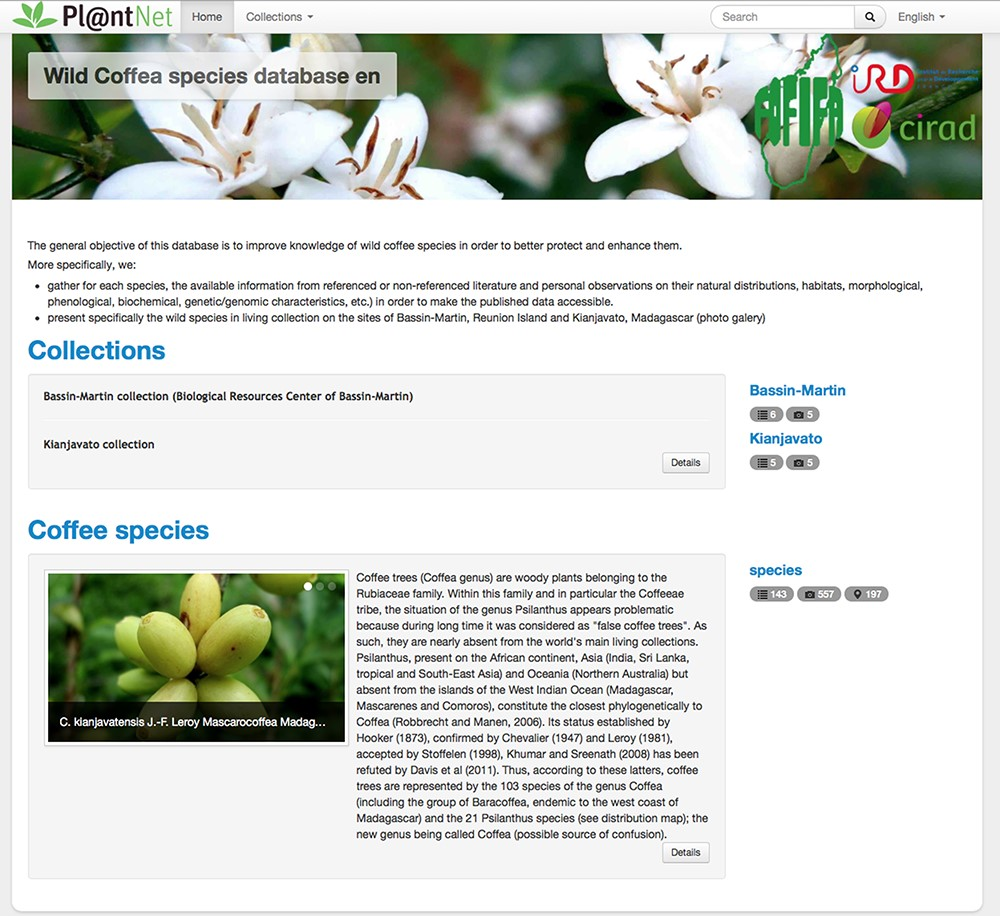 Pl@ntNet Home Collections Search English
Wild Coffea species database en
FOFIFA
IRD
cirad
The general objective of this database is to improve knowledge of wild coffee species in order to better protect and enhance them.
More specifically, we:
gather for each species, the available information from referenced or non-referenced literature and personal observations on their natural distributions, habitats, morphological,
phenological, biochemical, genetic/genomic characteristics, etc.) in order to make the published data accessible.
present specifically the wild species in living collection on the sites of Bassin-Martin, Reunion Island and Kianjavato, Madagascar (photo galery)
Collections
Bassin-Martin collection (Biological Resources Center of Bassin-Martin)
Kianjavato collection
Details
Bassin-Martin
6 5
Kianjavato
5 5
Coffee species
C. kianjavatensis J.-F. Leroy Mascarocoffea Madag...
Coffee trees (Coffea genus) are woody plants belonging to the
Rubiaceae family. Within this family and in particular the Coffeeae
tribe, the situation of the genus Psilanthus appears problematic
because during long time it was considered as "false coffee trees". As
such, they are nearly absent from the world's main living collections.
Psilanthus, present on the African continent, Asia (India, Sri Lanka,
tropical and South-East Asia) and Oceania (Northern Australia) but
absent from the islands of the West Indian Ocean (Madagascar,
Mascarenes and Comoros), constitute the closest phylogenetically to
Coffea (Robbrecht and Manen, 2006). Its status established by
Hooker (1873), confirmed by Chevalier (1947) and Leroy (1981),
accepted by Stoffelen (1998), Khumar and Sreenath (2008) has been
refuted by Davis et al (2011). Thus, according to these latters, coffee
trees are represented by the 103 species of the genus Coffea
(including the group of Baracoffea, endemic to the west coast of
Madagascar) and the 21 Psilanthus species (see distribution map); the
new genus being called Coffea (possible source of confusion).
Details
species
143 557 197